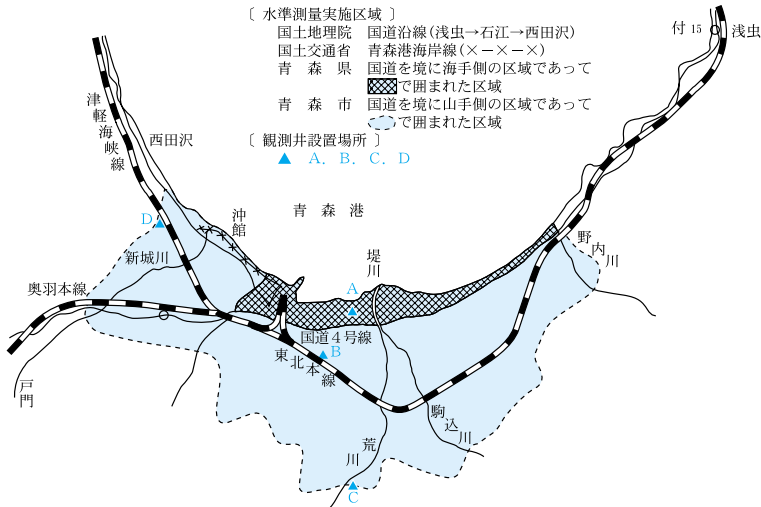 〔 水準測量実施区域 〕
国土地理院 国道沿線(浅虫→石江→西田沢)
国土交通省 青森港海岸線(×－×－×)
青 森 県 国道を境に海手側の区域であって
で囲まれた区域
青 森 市 国道を境に山手側の区域であって
で囲まれた区域
〔 観測井設置場所 〕
▲ A．B．C．D
付 15
浅虫
津軽海峡線
西田沢
D
沖館
青 森 港
新城川
堤川
野内川
奥羽本線
A
国道４号線
B
東北本線
戸門
駒込川
荒川
C